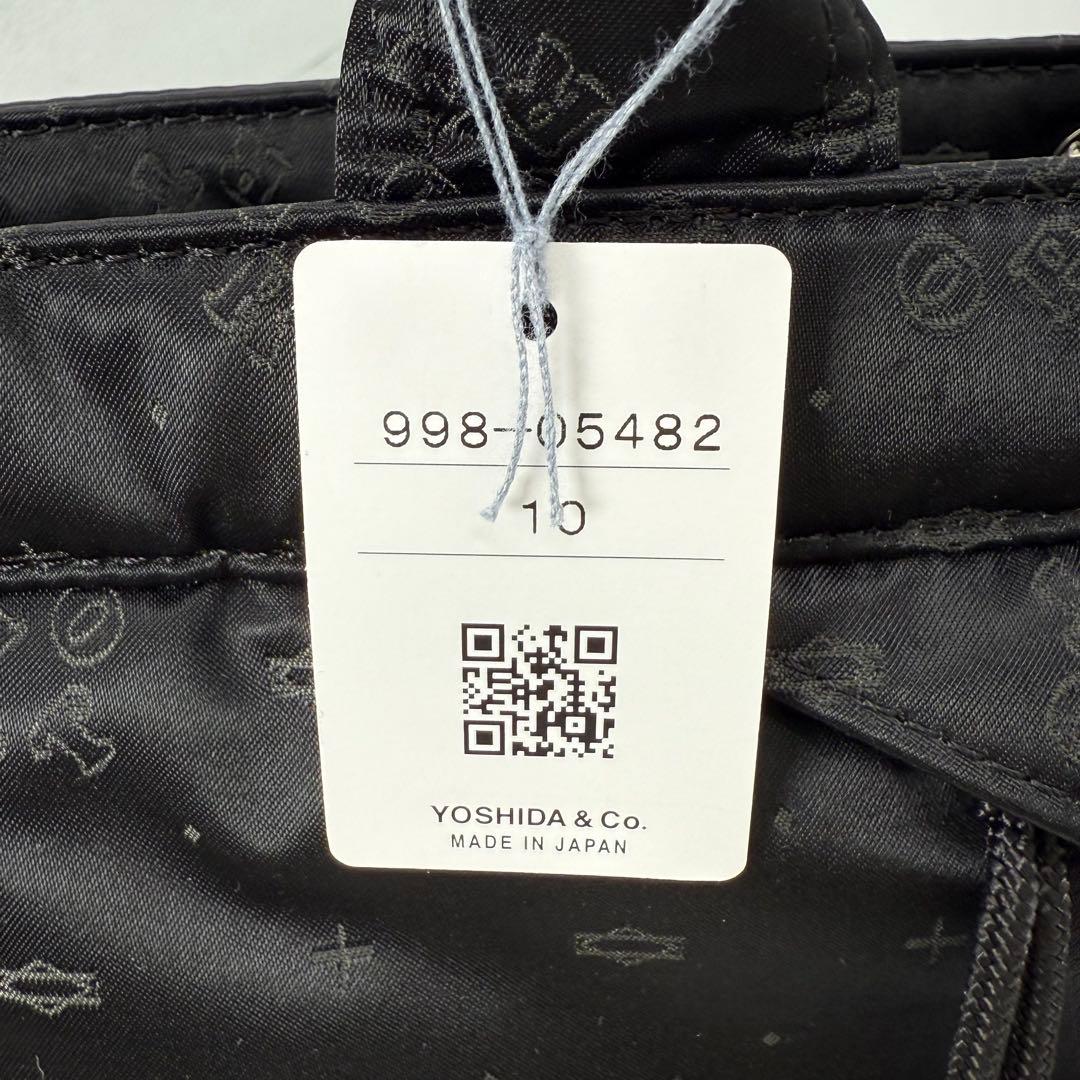 998-05482
10
YOSHIDA & Co.
MADE IN JAPAN